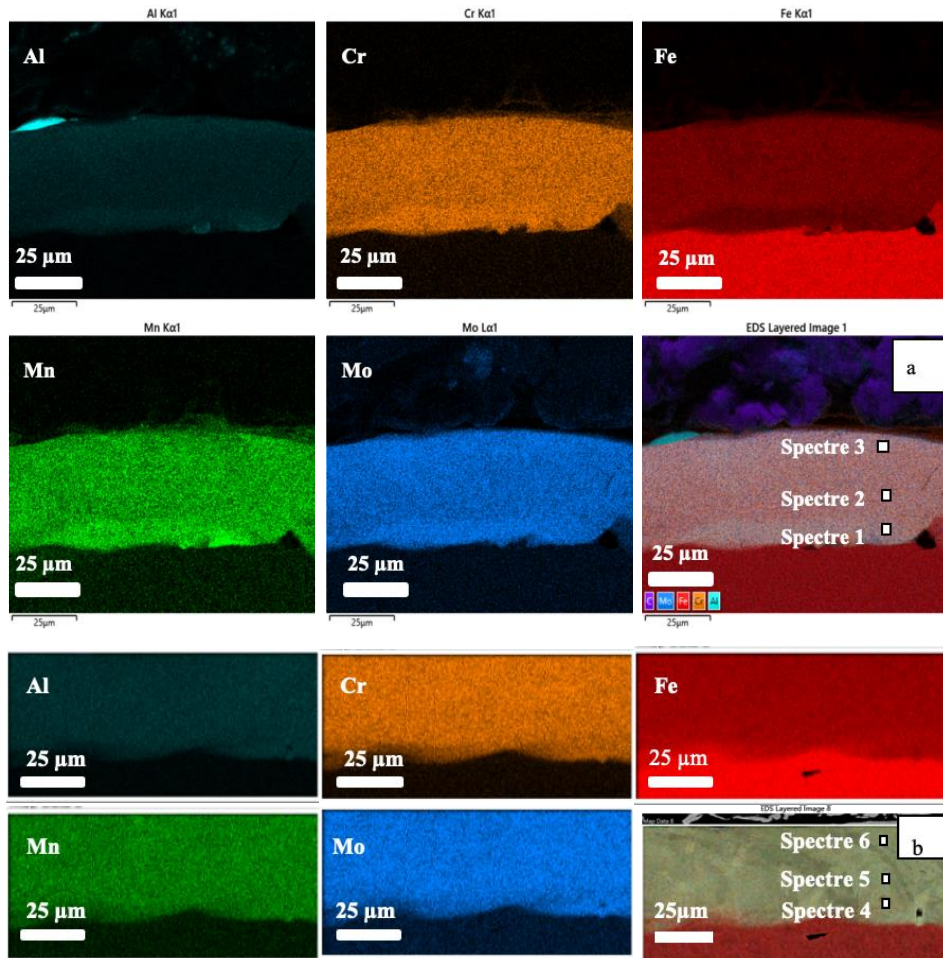 Al Kα1
Cr Kα1
Fe Kα1
Al
Cr
Fe
25 µm
25 µm
25 µm
25µm
25µm
25µm
Mn Kα1
Mo Lα1
EDS Layered Image 1
Mn
Mo
a
Spectre 3
Spectre 2
Spectre 1
25 µm
25 µm
25 µm
C Mo Fe Cr Al
25µm
25µm
25µm
Al
Cr
Fe
25 µm
25 µm
25 µm
EDS Layered Image 8
Map Data 8
Mn
Mo
b
Spectre 6
Spectre 5
Spectre 4
25 µm
25 µm
25µm